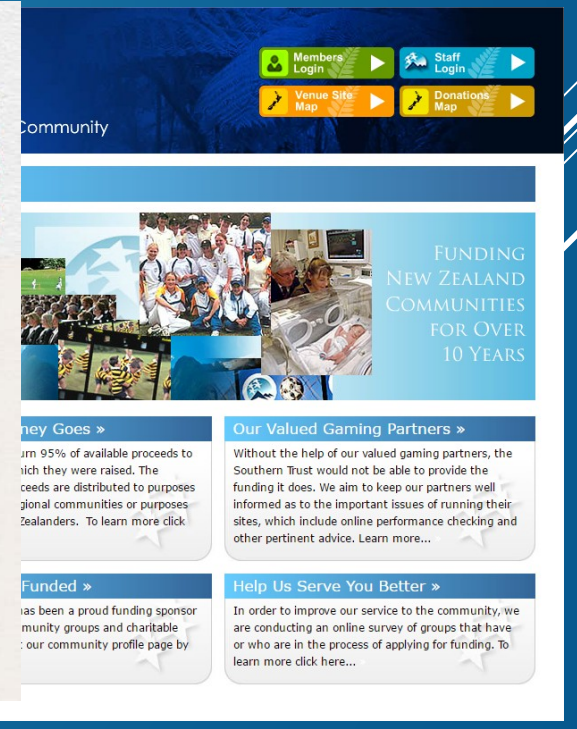 Members
Login
Staff
Login
Venue Site
Map
Donations
Map
Community
FUNDING
NEW ZEALAND
COMMUNITIES
FOR OVER
10 YEARS
Goes »
95% of available proceeds to
they were raised. The
are distributed to purposes
communities or purposes
Zealanders. To learn more click
Our Valued Gaming Partners »
Without the help of our valued gaming partners, the
Southern Trust would not be able to provide the
funding it does. We aim to keep our partners well
informed as to the important issues of running their
sites, which include online performance checking and
other pertinent advice. Learn more...
Funded »
has been a proud funding sponsor
groups and charitable
our community profile page by
Help Us Serve You Better »
In order to improve our service to the community, we
are conducting an online survey of groups that have
or who are in the process of applying for funding. To
learn more click here...